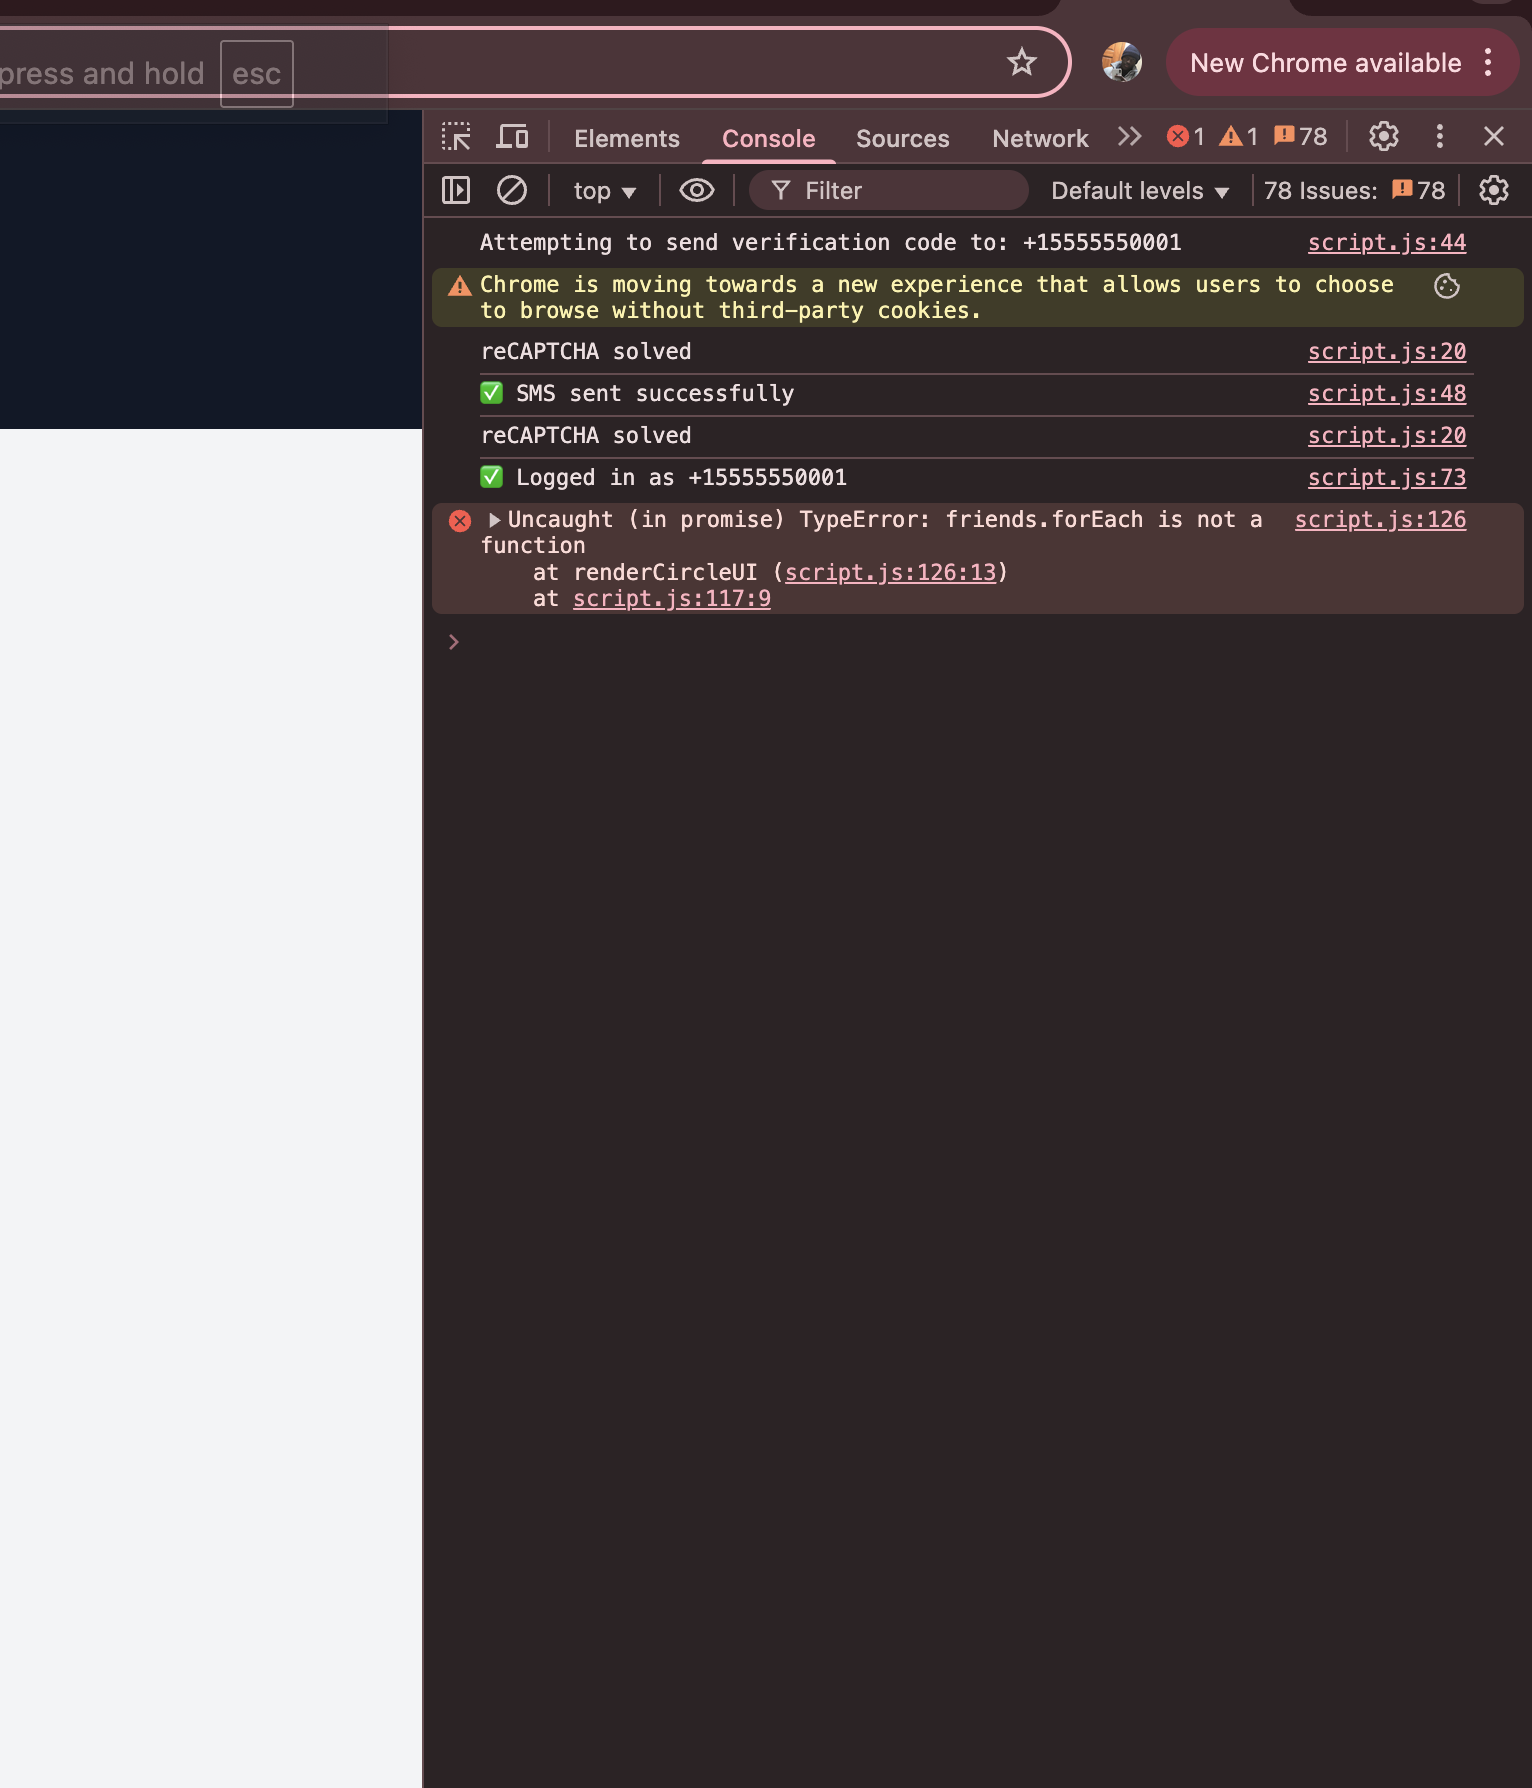 press and hold esc
New Chrome available
Elements Console Sources Network 1 1 78
top Filter Default levels 78 Issues: 78
Attempting to send verification code to: +15555550001 script.js:44
Chrome is moving towards a new experience that allows users to choose
to browse without third-party cookies.
reCAPTCHA solved script.js:20
✅ SMS sent successfully script.js:48
reCAPTCHA solved script.js:20
✅ Logged in as +15555550001 script.js:73
Uncaught (in promise) TypeError: friends.forEach is not a script.js:126
function
at renderCircleUI (script.js:126:13)
at script.js:117:9